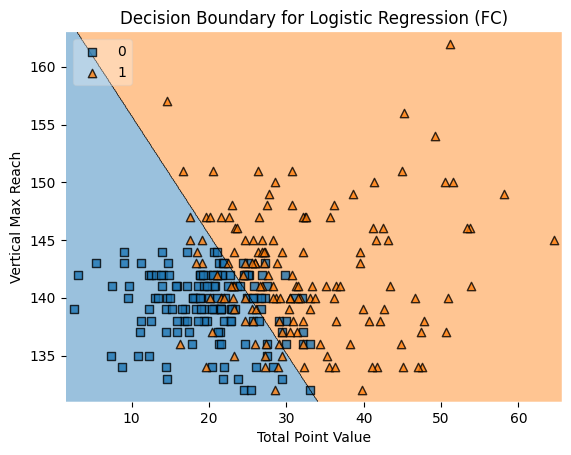 Decision Boundary for Logistic Regression (FC)
0
1
160
155
150
145
140
135
Vertical Max Reach
10 20 30 40 50 60
Total Point Value